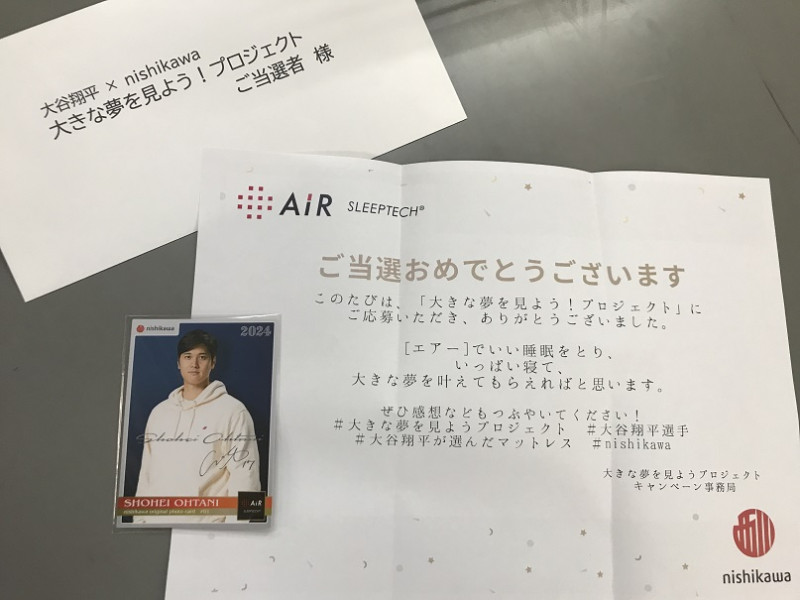 大谷翔平 × nishikawa
大きな夢を見よう！プロジェクト
ご当選者 様
AiR SLEEPTECH®
ご当選おめでとうございます
このたびは、「大きな夢を見よう！プロジェクト」に
ご応募いただき、ありがとうございました。
[エアー]でいい睡眠をとり、
いっぱい寝て、
大きな夢を叶えてもらえればと思います。
ぜひ感想などもつぶやいてください！
＃大きな夢を見ようプロジェクト ＃大谷翔平選手
＃大谷翔平が選んだマットレス ＃nishikawa
大きな夢を見ようプロジェクト
キャンペーン事務局
西川
nishikawa
nishikawa
2024
Shohei Ohtani
SHOHEI OHTANI
nishikawa original photo card
AiR